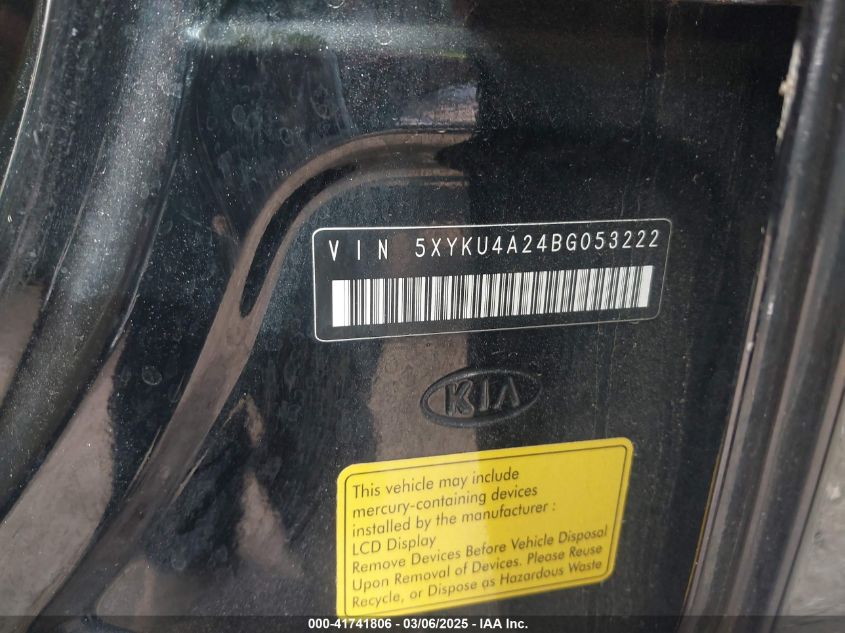 VIN 5XYKU4A24BG053222
KIA
This vehicle may include
mercury-containing devices
installed by the manufacturer :
LCD Display
Remove Devices Before Vehicle Disposal
Upon Removal of Devices. Please Reuse
Recycle, or Dispose as Hazardous Waste
000-41741806 - 03/06/2025 - IAA Inc.